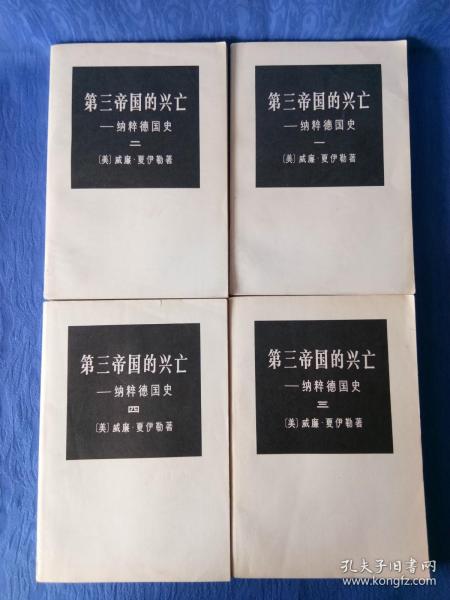 第三帝国的兴亡
—纳粹德国史
二
〔美〕威廉·夏伊勒著
第三帝国的兴亡
—纳粹德国史
一
〔美〕威廉·夏伊勒著
第三帝国的兴亡
—纳粹德国史
四
〔美〕威廉·夏伊勒著
第三帝国的兴亡
—纳粹德国史
三
〔美〕威廉·夏伊勒著
孔夫子旧书网
www.kongfz.com